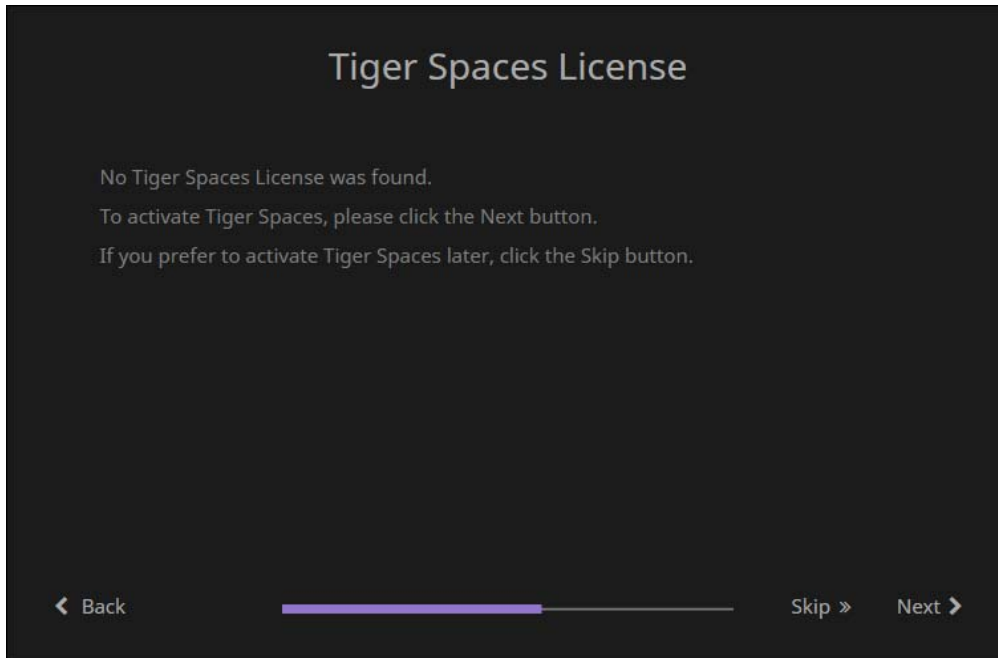 Tiger Spaces License
No Tiger Spaces License was found.
To activate Tiger Spaces, please click the Next button.
If you prefer to activate Tiger Spaces later, click the Skip button.
Back
Skip »
Next